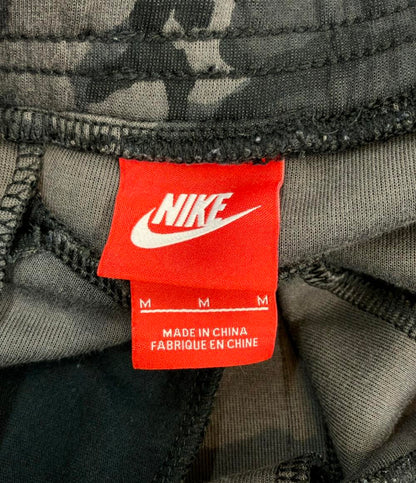 NIKE
M M M
MADE IN CHINA
FABRIQUE EN CHINE